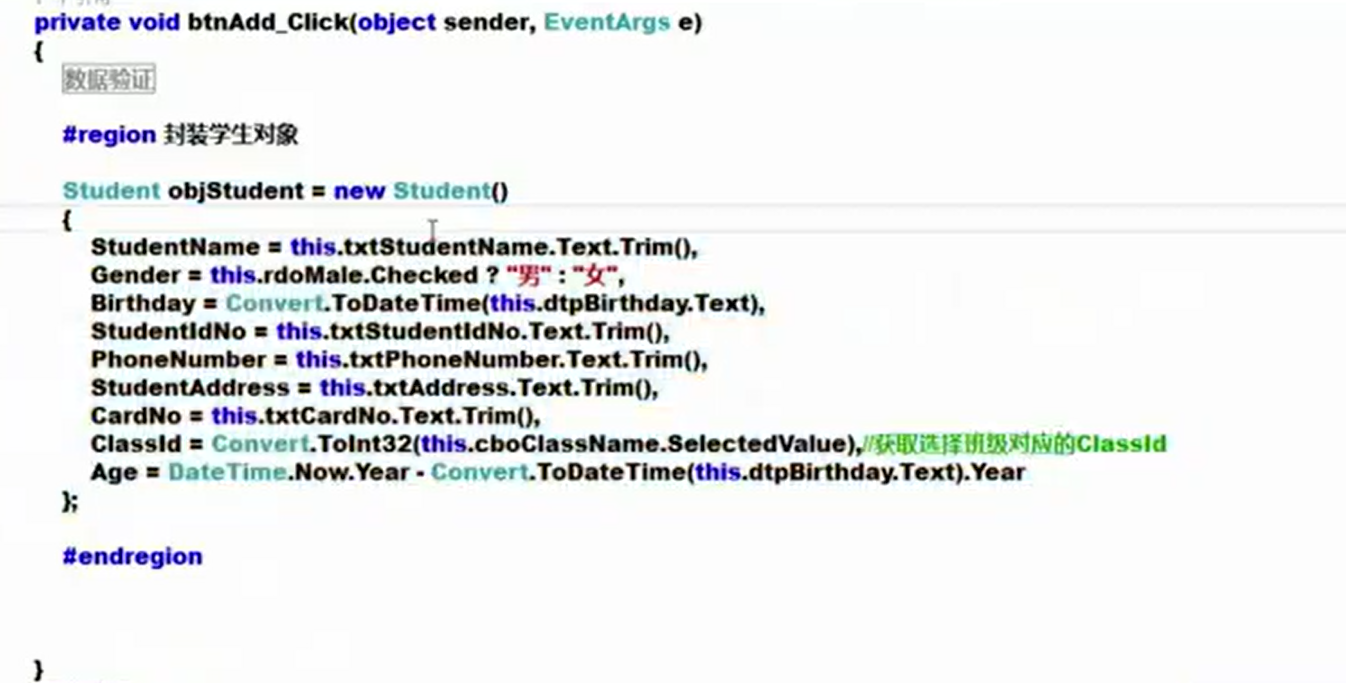 private void btnAdd_Click(object sender, EventArgs e)
{
数据验证
#region 封装学生对象
Student objStudent = new Student()
{
StudentName = this.txtStudentName.Text.Trim(),
Gender = this.rdoMale.Checked ? "男" : "女",
Birthday = Convert.ToDateTime(this.dtpBirthday.Text),
StudentIdNo = this.txtStudentIdNo.Text.Trim(),
PhoneNumber = this.txtPhoneNumber.Text.Trim(),
StudentAddress = this.txtAddress.Text.Trim(),
CardNo = this.txtCardNo.Text.Trim(),
ClassId = Convert.ToInt32(this.cboClassName.SelectedValue),//获取选择班级对应的ClassId
Age = DateTime.Now.Year - Convert.ToDateTime(this.dtpBirthday.Text).Year
};
#endregion
}